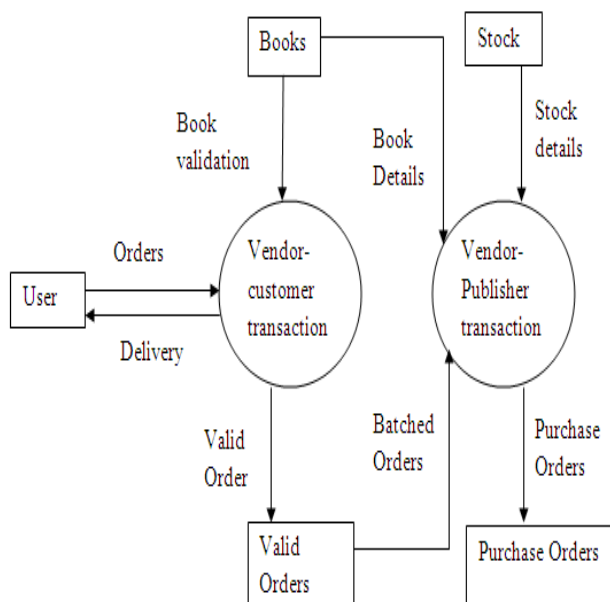 Books
Stock
Book
validation
Book
Details
Stock
details
Orders
User
Delivery
Vendor-
customer
transaction
Vendor-
Publisher
transaction
Valid
Order
Batched
Orders
Purchase
Orders
Valid
Orders
Purchase Orders